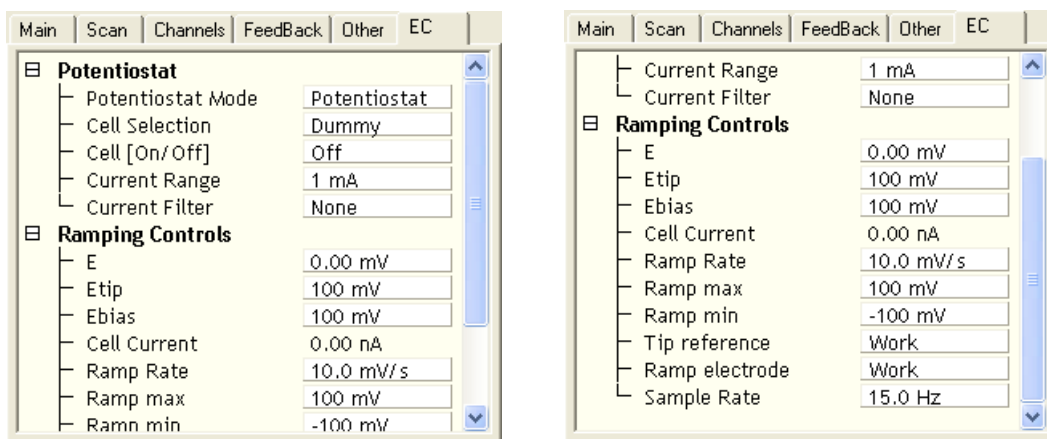 Main Scan Channels FeedBack Other EC
Potentiostat
Potentiostat Mode Potentiostat
Cell Selection Dummy
Cell [On/Off] Off
Current Range 1 mA
Current Filter None
Ramping Controls
E 0.00 mV
Etip 100 mV
Ebias 100 mV
Cell Current 0.00 nA
Ramp Rate 10.0 mV/s
Ramp max 100 mV
Ramp min -100 mV
Main Scan Channels FeedBack Other EC
Current Range 1 mA
Current Filter None
Ramping Controls
E 0.00 mV
Etip 100 mV
Ebias 100 mV
Cell Current 0.00 nA
Ramp Rate 10.0 mV/s
Ramp max 100 mV
Ramp min -100 mV
Tip reference Work
Ramp electrode Work
Sample Rate 15.0 Hz